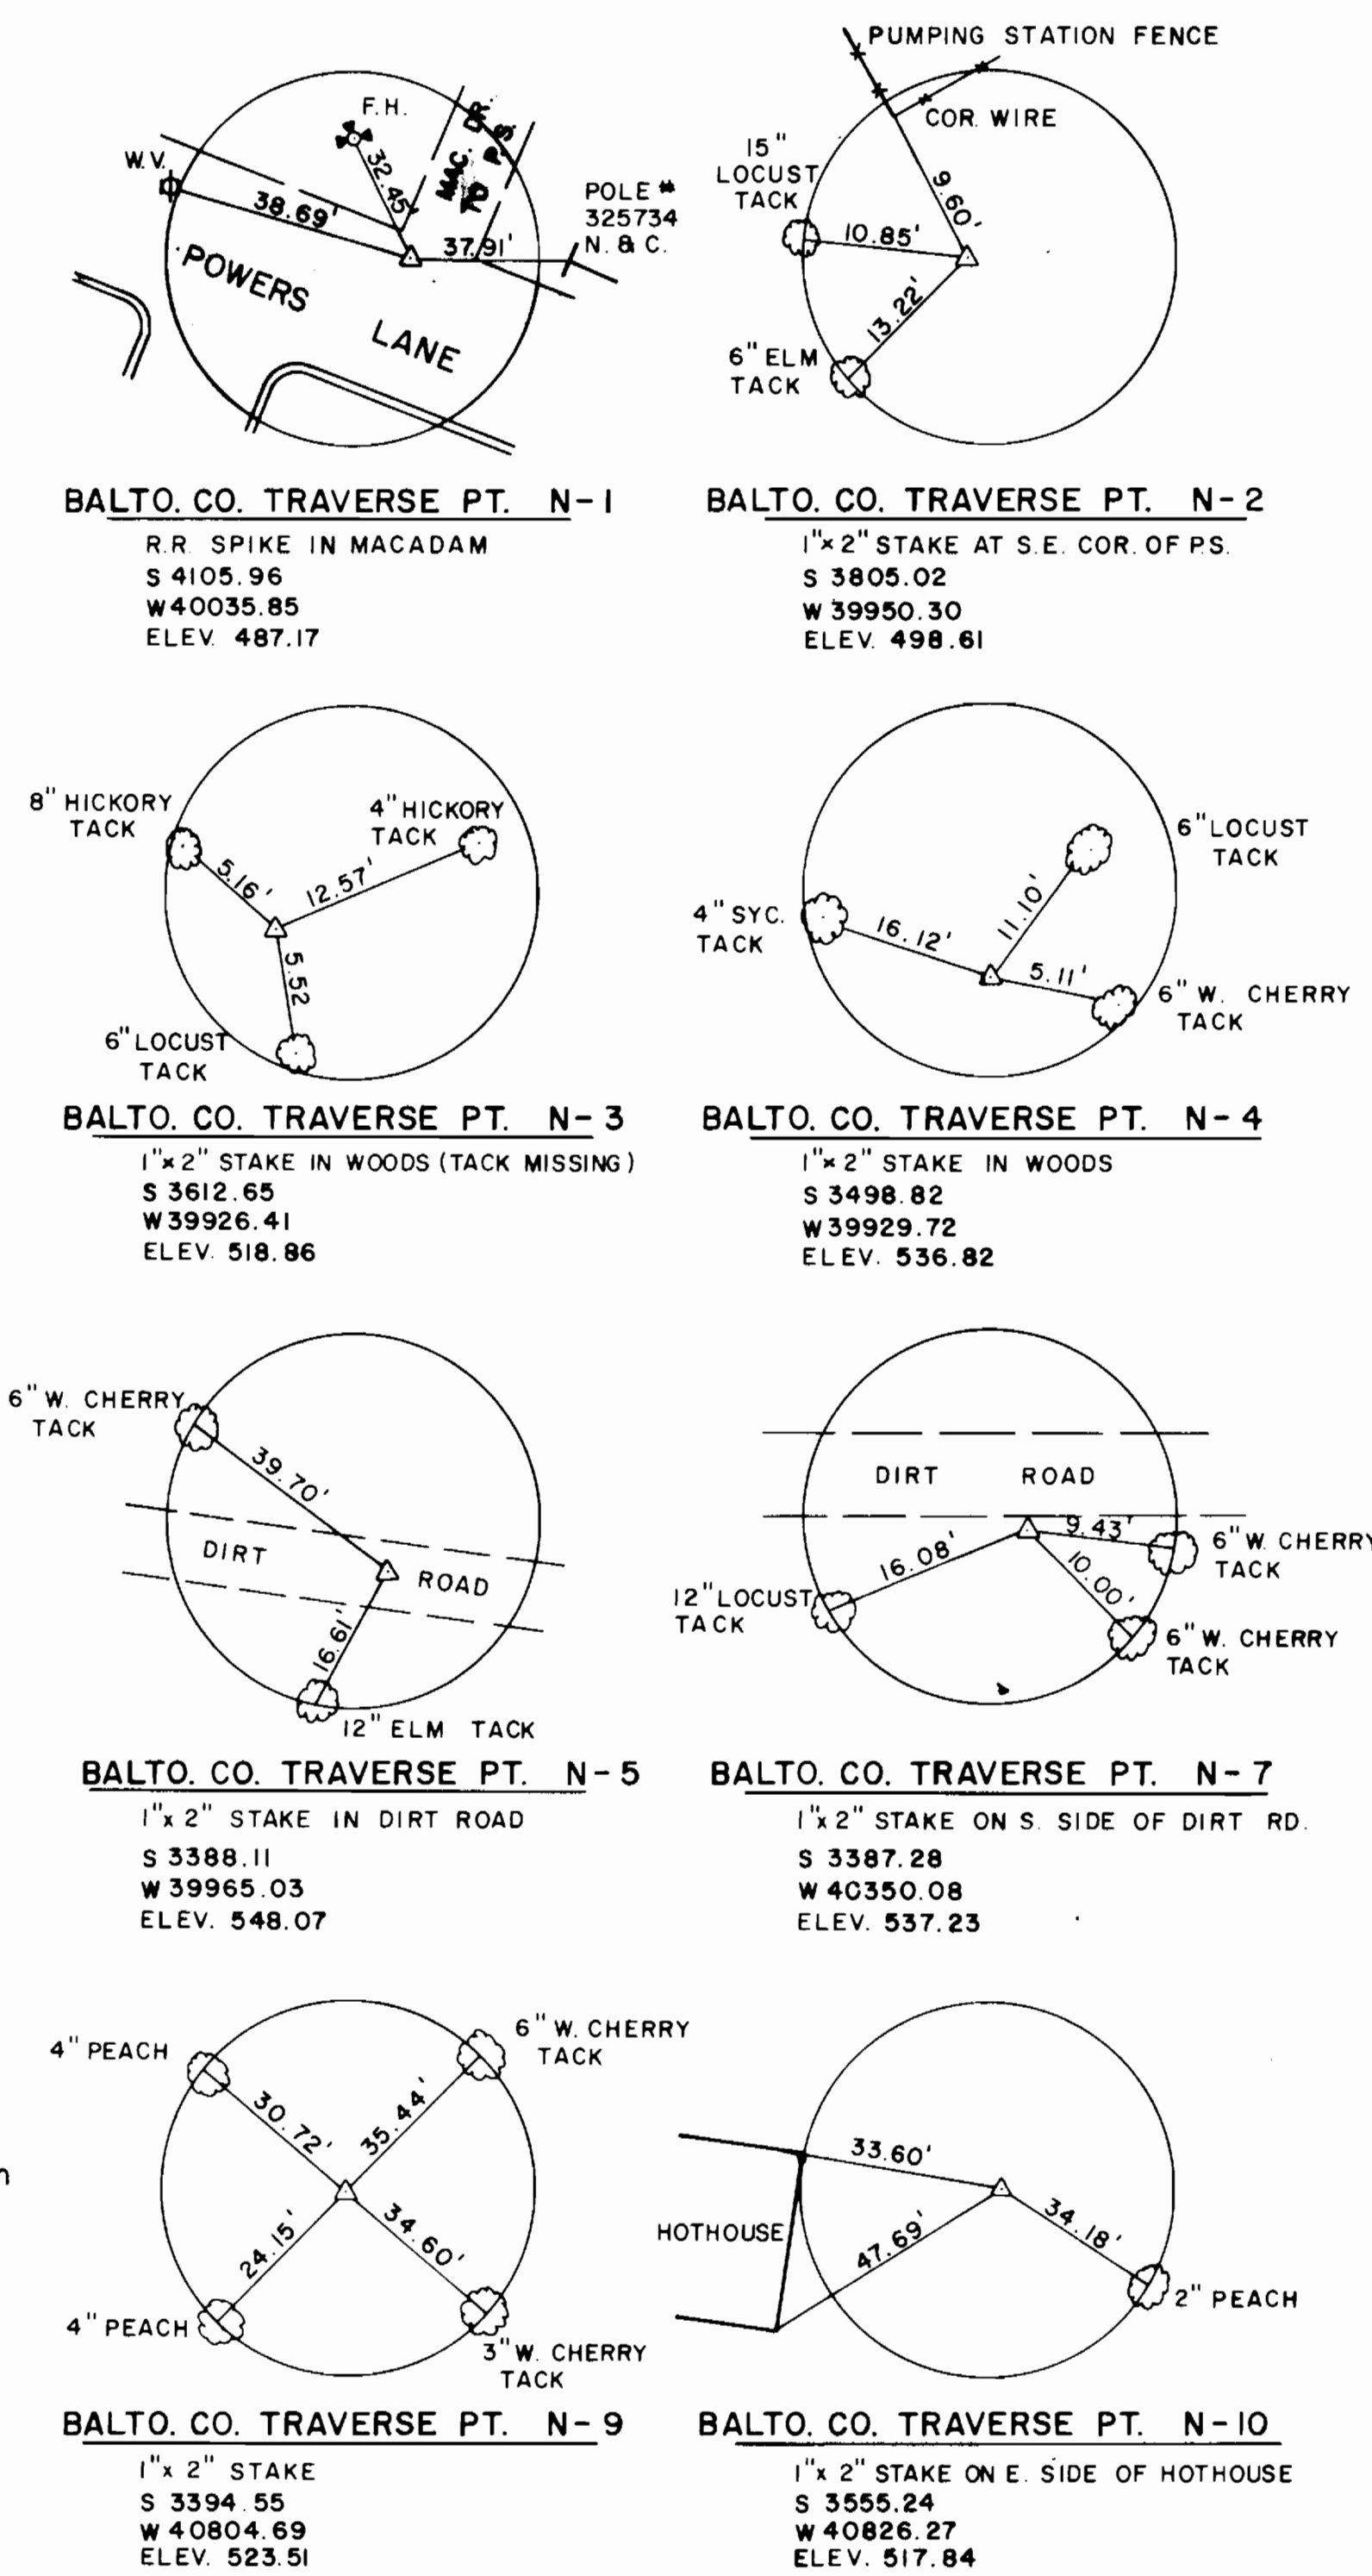 F.H.
W.V.
32.45'
MAC. DR.
TO P.S.
38.69'
37.91'
POLE #
325734
N. & C.
POWERS
LANE
BALTO. CO. TRAVERSE PT. N-1
R.R. SPIKE IN MACADAM
S 4105.96
W 40035.85
ELEV. 487.17
PUMPING STATION FENCE
COR. WIRE
15"
LOCUST
TACK
9.60'
10.85'
13.22'
6" ELM
TACK
BALTO. CO. TRAVERSE PT. N-2
1"x 2" STAKE AT S.E. COR. OF P.S.
S 3805.02
W 39950.30
ELEV. 498.61
8" HICKORY
TACK
4" HICKORY
TACK
5.16'
12.57'
5.52
6" LOCUST
TACK
BALTO. CO. TRAVERSE PT. N-3
1"x 2" STAKE IN WOODS (TACK MISSING)
S 3612.65
W 39926.41
ELEV. 518.86
6" LOCUST
TACK
4" SYC.
TACK
16.12'
11.10'
5.11'
6" W. CHERRY
TACK
BALTO. CO. TRAVERSE PT. N-4
1"x 2" STAKE IN WOODS
S 3498.82
W 39929.72
ELEV. 536.82
6" W. CHERRY
TACK
39.70'
DIRT ROAD
16.61'
12" ELM TACK
BALTO. CO. TRAVERSE PT. N-5
1"x 2" STAKE IN DIRT ROAD
S 3388.11
W 39965.03
ELEV. 548.07
DIRT ROAD
9.43'
16.08'
10.00'
6" W. CHERRY
TACK
12" LOCUST
TACK
6" W. CHERRY
TACK
BALTO. CO. TRAVERSE PT. N-7
1"x 2" STAKE ON S. SIDE OF DIRT RD.
S 3387.28
W 40350.08
ELEV. 537.23
4" PEACH
6" W. CHERRY
TACK
30.72'
35.44'
24.15'
34.60'
4" PEACH
3" W. CHERRY
TACK
BALTO. CO. TRAVERSE PT. N-9
1"x 2" STAKE
S 3394.55
W 40804.69
ELEV. 523.51
33.60'
HOTHOUSE
47.69'
34.18'
2" PEACH
BALTO. CO. TRAVERSE PT. N-10
1"x 2" STAKE ON E. SIDE OF HOTHOUSE
S 3555.24
W 40826.27
ELEV. 517.84